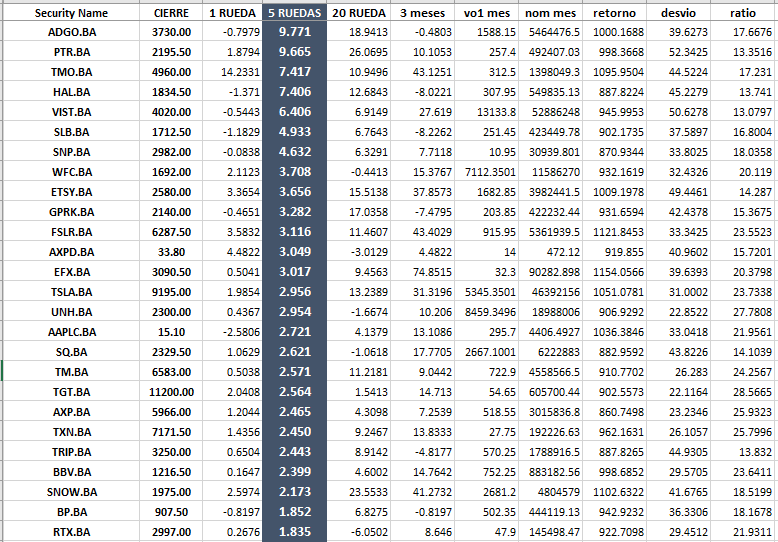 Security Name CIERRE 1 RUEDA 5 RUEDAS 20 RUEDA 3 meses vo1 mes nom mes retorno desvio ratio
ADGO.BA 3730.00 -0.7979 9.771 18.9413 -0.4803 1588.15 5464476.5 1000.1688 39.6273 17.6676
PTR.BA 2195.50 1.8794 9.665 26.0695 10.1053 257.4 492407.03 998.3668 52.3425 13.3516
TMO.BA 4960.00 14.2331 7.417 10.9496 43.1251 312.5 1398049.3 1095.9504 44.5224 17.231
HAL.BA 1834.50 -1.371 7.406 12.6843 -8.0221 307.95 549835.13 887.8224 45.2279 13.741
VIST.BA 4020.00 -0.5443 6.406 6.9149 27.619 13133.8 52886248 945.9953 50.6278 13.0797
SLB.BA 1712.50 -1.1829 4.933 6.7643 -8.2262 251.45 423449.78 902.1735 37.5897 16.8004
SNP.BA 2982.00 -0.0838 4.632 6.3291 7.7118 10.95 30939.801 870.9344 33.8025 18.0358
WFC.BA 1692.00 2.1123 3.708 -0.4413 15.3767 7112.3501 11586270 932.1619 32.4326 20.119
ETSY.BA 2580.00 3.3654 3.656 15.5138 37.8573 1682.85 3982441.5 1009.1978 49.4461 14.287
GPRK.BA 2140.00 -0.4651 3.282 17.0358 -7.4795 203.85 422232.44 931.6594 42.4378 15.3675
FSLR.BA 6287.50 3.5832 3.116 11.4607 43.4029 915.95 5361939.5 1121.8453 33.3425 23.5523
AXPD.BA 33.80 4.4822 3.049 -3.0129 4.4822 14 472.12 919.855 40.9602 15.7201
EFX.BA 3090.50 0.5041 3.017 9.4563 74.8515 32.3 90282.898 1154.0566 39.6393 20.3798
TSLA.BA 9195.00 1.9854 2.956 13.2389 31.3196 5345.3501 46392156 1051.0781 31.0002 23.7338
UNH.BA 2300.00 0.4367 2.954 -1.6674 10.206 8459.3496 18988006 906.9292 22.8522 27.7808
AAPLC.BA 15.10 -2.5806 2.721 4.1379 13.1086 295.7 4406.4927 1036.3846 33.0418 21.9561
SQ.BA 2329.50 1.0629 2.621 -1.0618 17.7705 2667.1001 6222883 882.9592 43.8226 14.1039
TM.BA 6583.00 0.5038 2.571 11.2181 9.0442 722.9 4558566.5 910.7702 26.283 24.2567
TGT.BA 11200.00 2.0408 2.564 1.5413 14.713 54.65 605700.44 902.5573 22.1164 28.5665
AXP.BA 5966.00 1.2044 2.465 4.3098 7.2539 518.55 3015836.8 860.7498 23.2346 25.9323
TXN.BA 7171.50 1.4356 2.450 9.2467 13.8333 27.75 192226.63 962.1631 26.1057 25.7996
TRIP.BA 3250.00 0.6504 2.443 8.9142 -4.8177 570.25 1788916.5 887.8265 44.9305 13.832
BBV.BA 1216.50 0.1647 2.399 4.6002 14.7642 752.25 883182.56 998.6852 29.5705 23.6411
SNOW.BA 1975.00 2.5974 2.173 23.5533 41.2732 2681.2 4804579 1102.6322 41.6765 18.5199
BP.BA 907.50 -0.8197 1.852 6.8275 -0.8197 502.35 444119.13 942.9232 36.3306 18.1678
RTX.BA 2997.00 0.2676 1.835 -6.0502 8.646 47.9 145498.47 922.7098 29.4512 21.9311